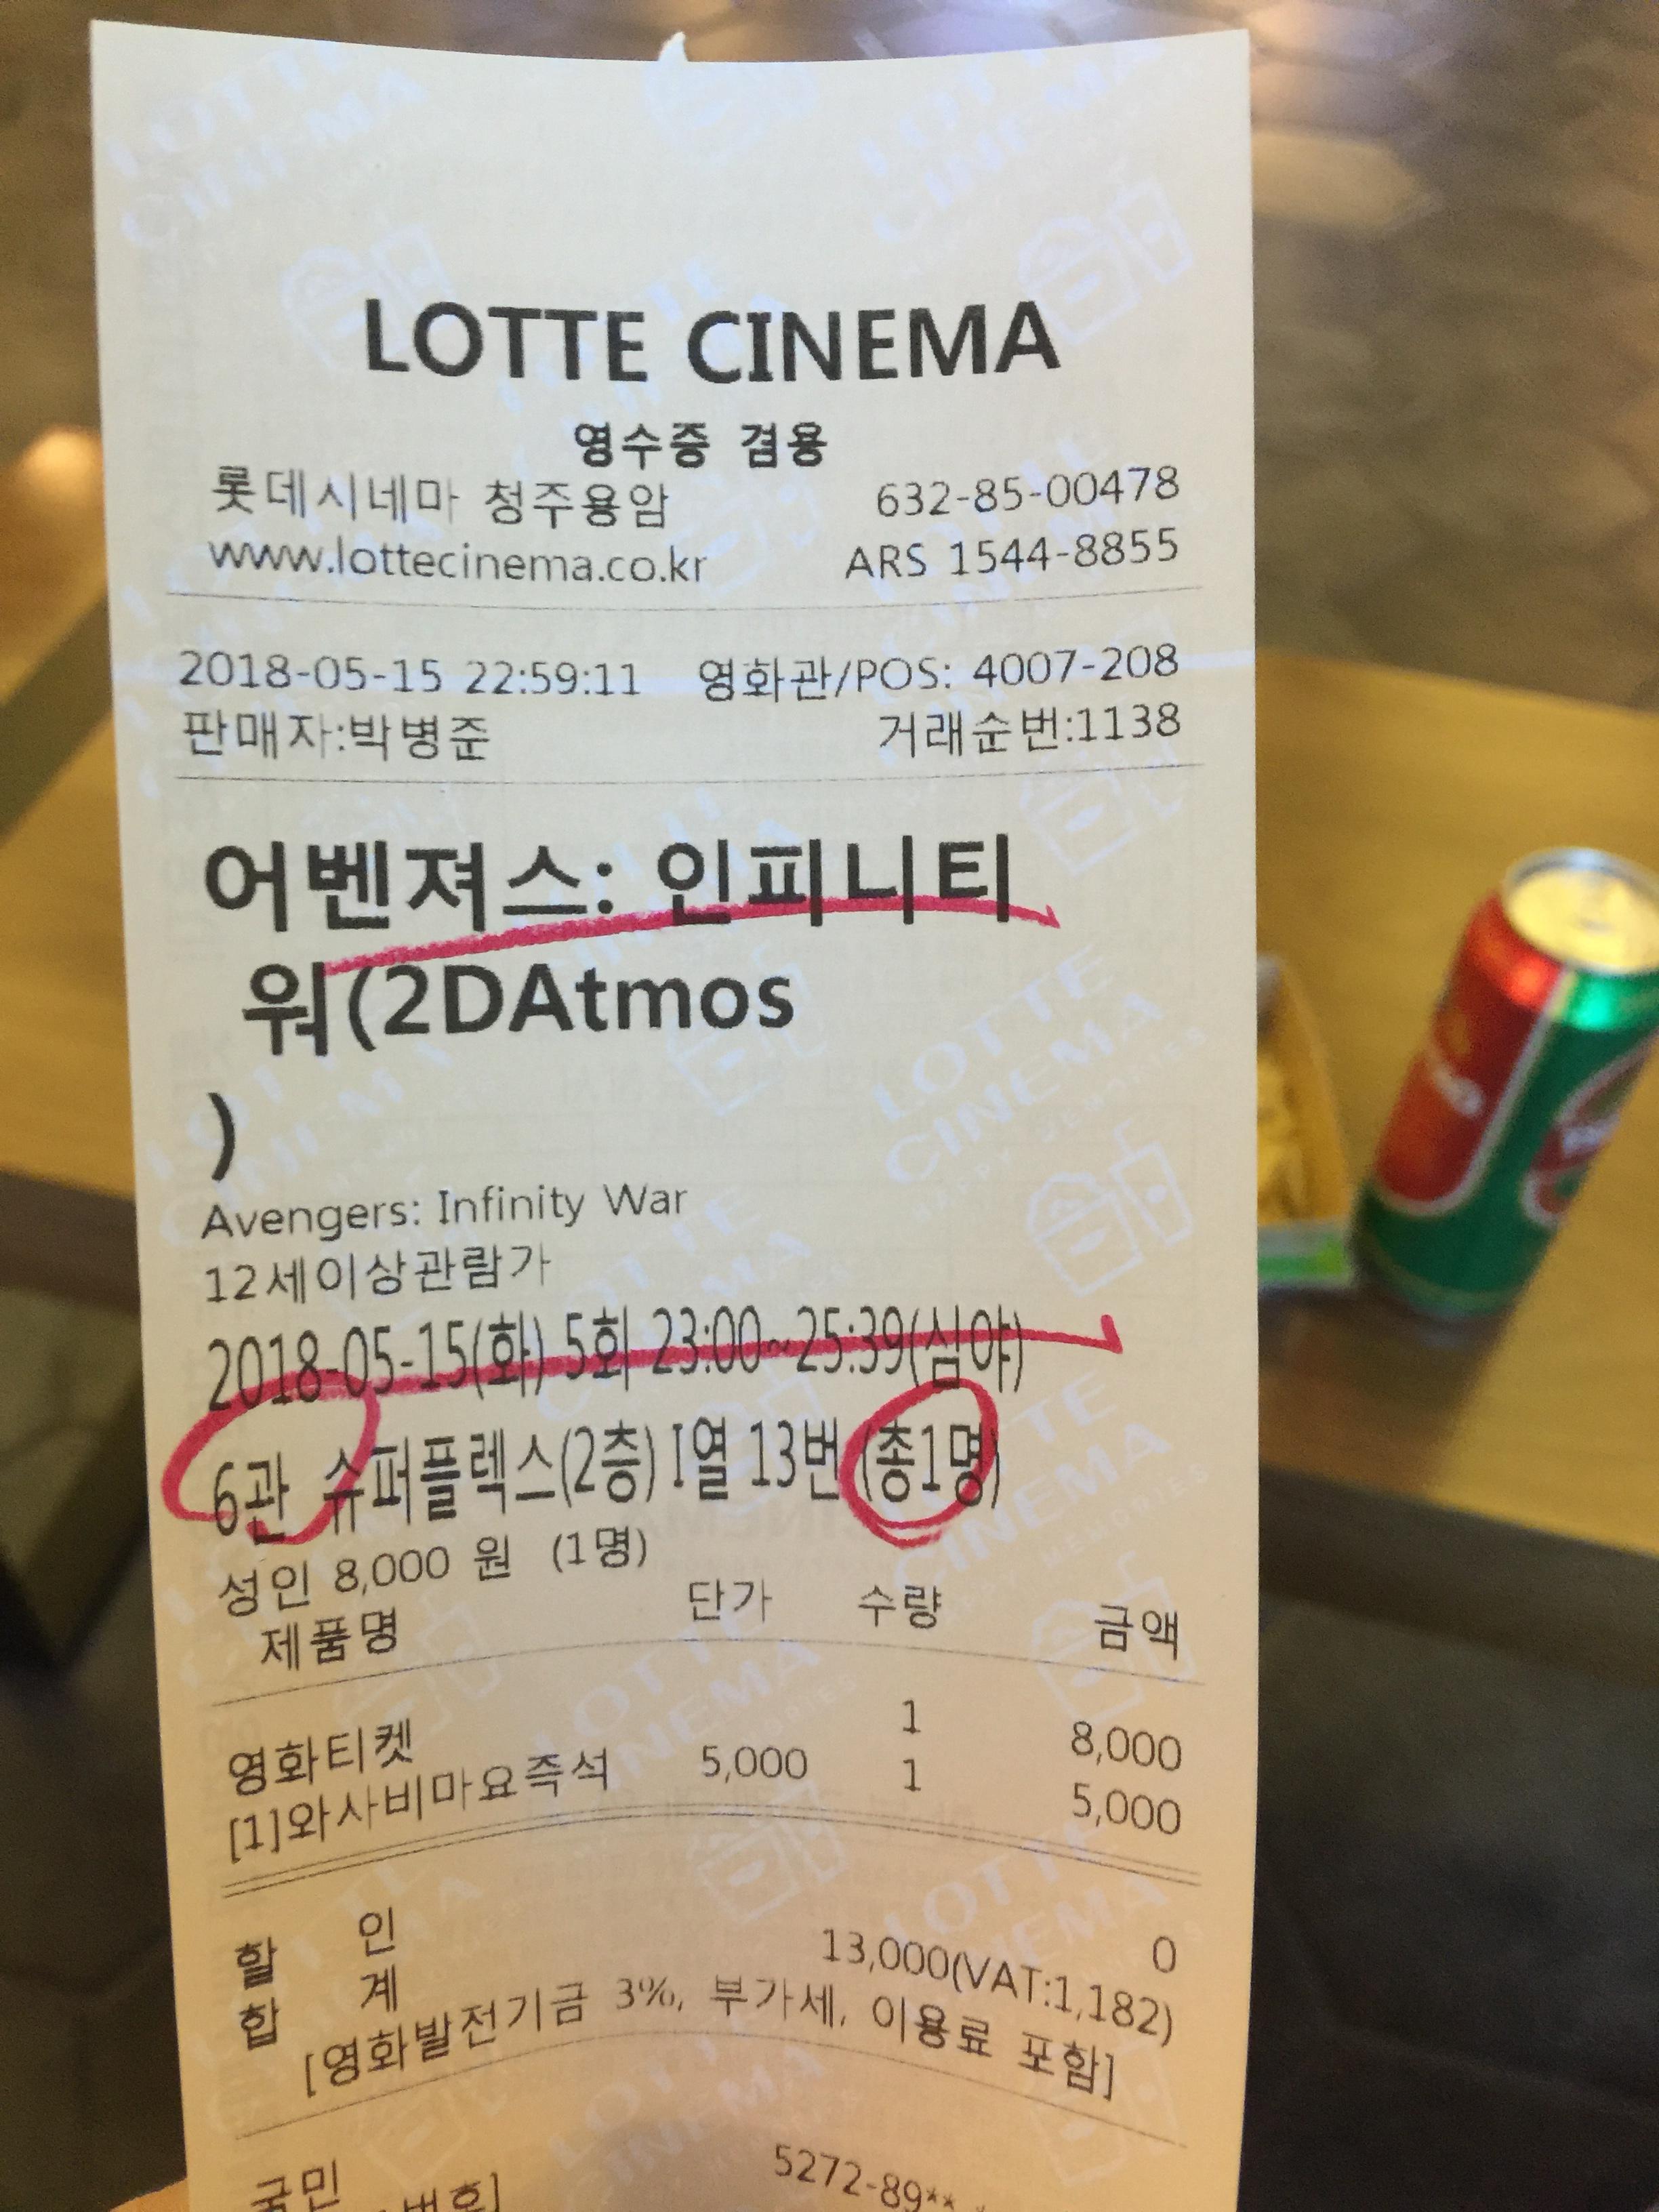 LOTTE CINEMA
영수증 겸용
롯데시네마 청주용암 632-85-00478
www.lottecinema.co.kr ARS 1544-8855
2018-05-15 22:59:11 영화관/POS: 4007-208
판매자:박병준 거래순번:1138
어벤져스: 인피니티
워(2DAtmos
)
Avengers: Infinity War
12세이상관람가
2018-05-15(화) 5회 23:00~25:39(심야)
6관 슈퍼플렉스(2층) I열 13번 (총1명)
성인 8,000 원 (1명)
제품명 단가 수량 금액
영화티켓 1 8,000
[1]와사비마요즉석 5,000 1 5,000
할 인 0
합 계 13,000(VAT:1,182)
[영화발전기금 3%, 부가세, 이용료 포함]
국민 5272-89**
번호]